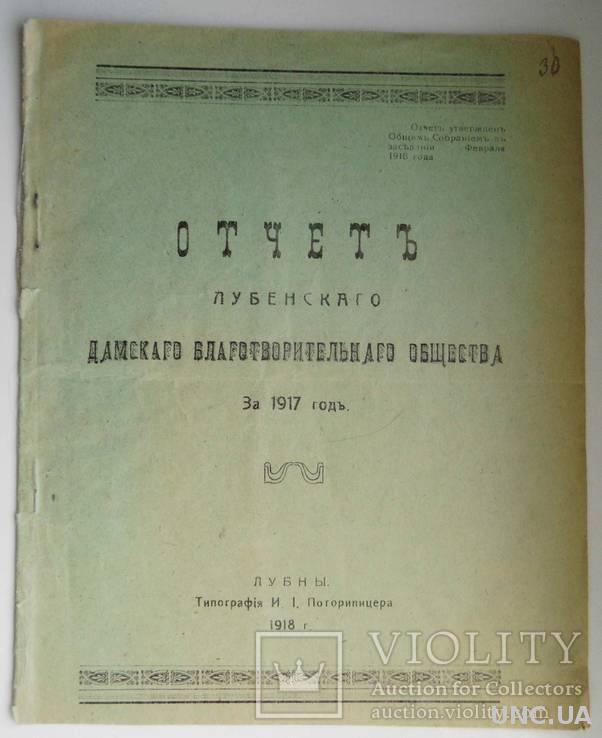 30
Отчетъ утвержденъ
Общемъ Собраніемъ въ
засѣданіи Февраля
1918 года
ОТЧЕТЪ
ЛУБЕНСКАГО
ДАМСКАГО БЛАГОТВОРИТЕЛЬНАГО ОБЩЕСТВА
За 1917 годъ.
ЛУБНЫ.
Типографія И. І. Погорипицера
1918 г.
VIOLITY
Auction for Collectors
auction.violity.com
UNC.UA